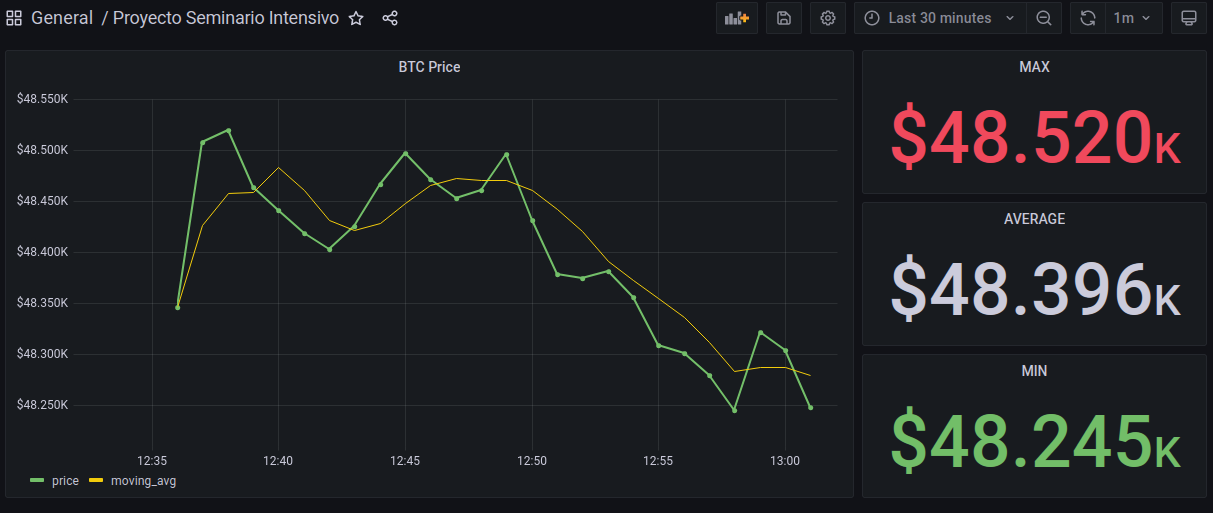 General / Proyecto Seminario Intensivo
Last 30 minutes
1m
BTC Price
$48.550K
$48.500K
$48.450K
$48.400K
$48.350K
$48.300K
$48.250K
12:35 12:40 12:45 12:50 12:55 13:00
price moving_avg
MAX
$48.520K
AVERAGE
$48.396K
MIN
$48.245K